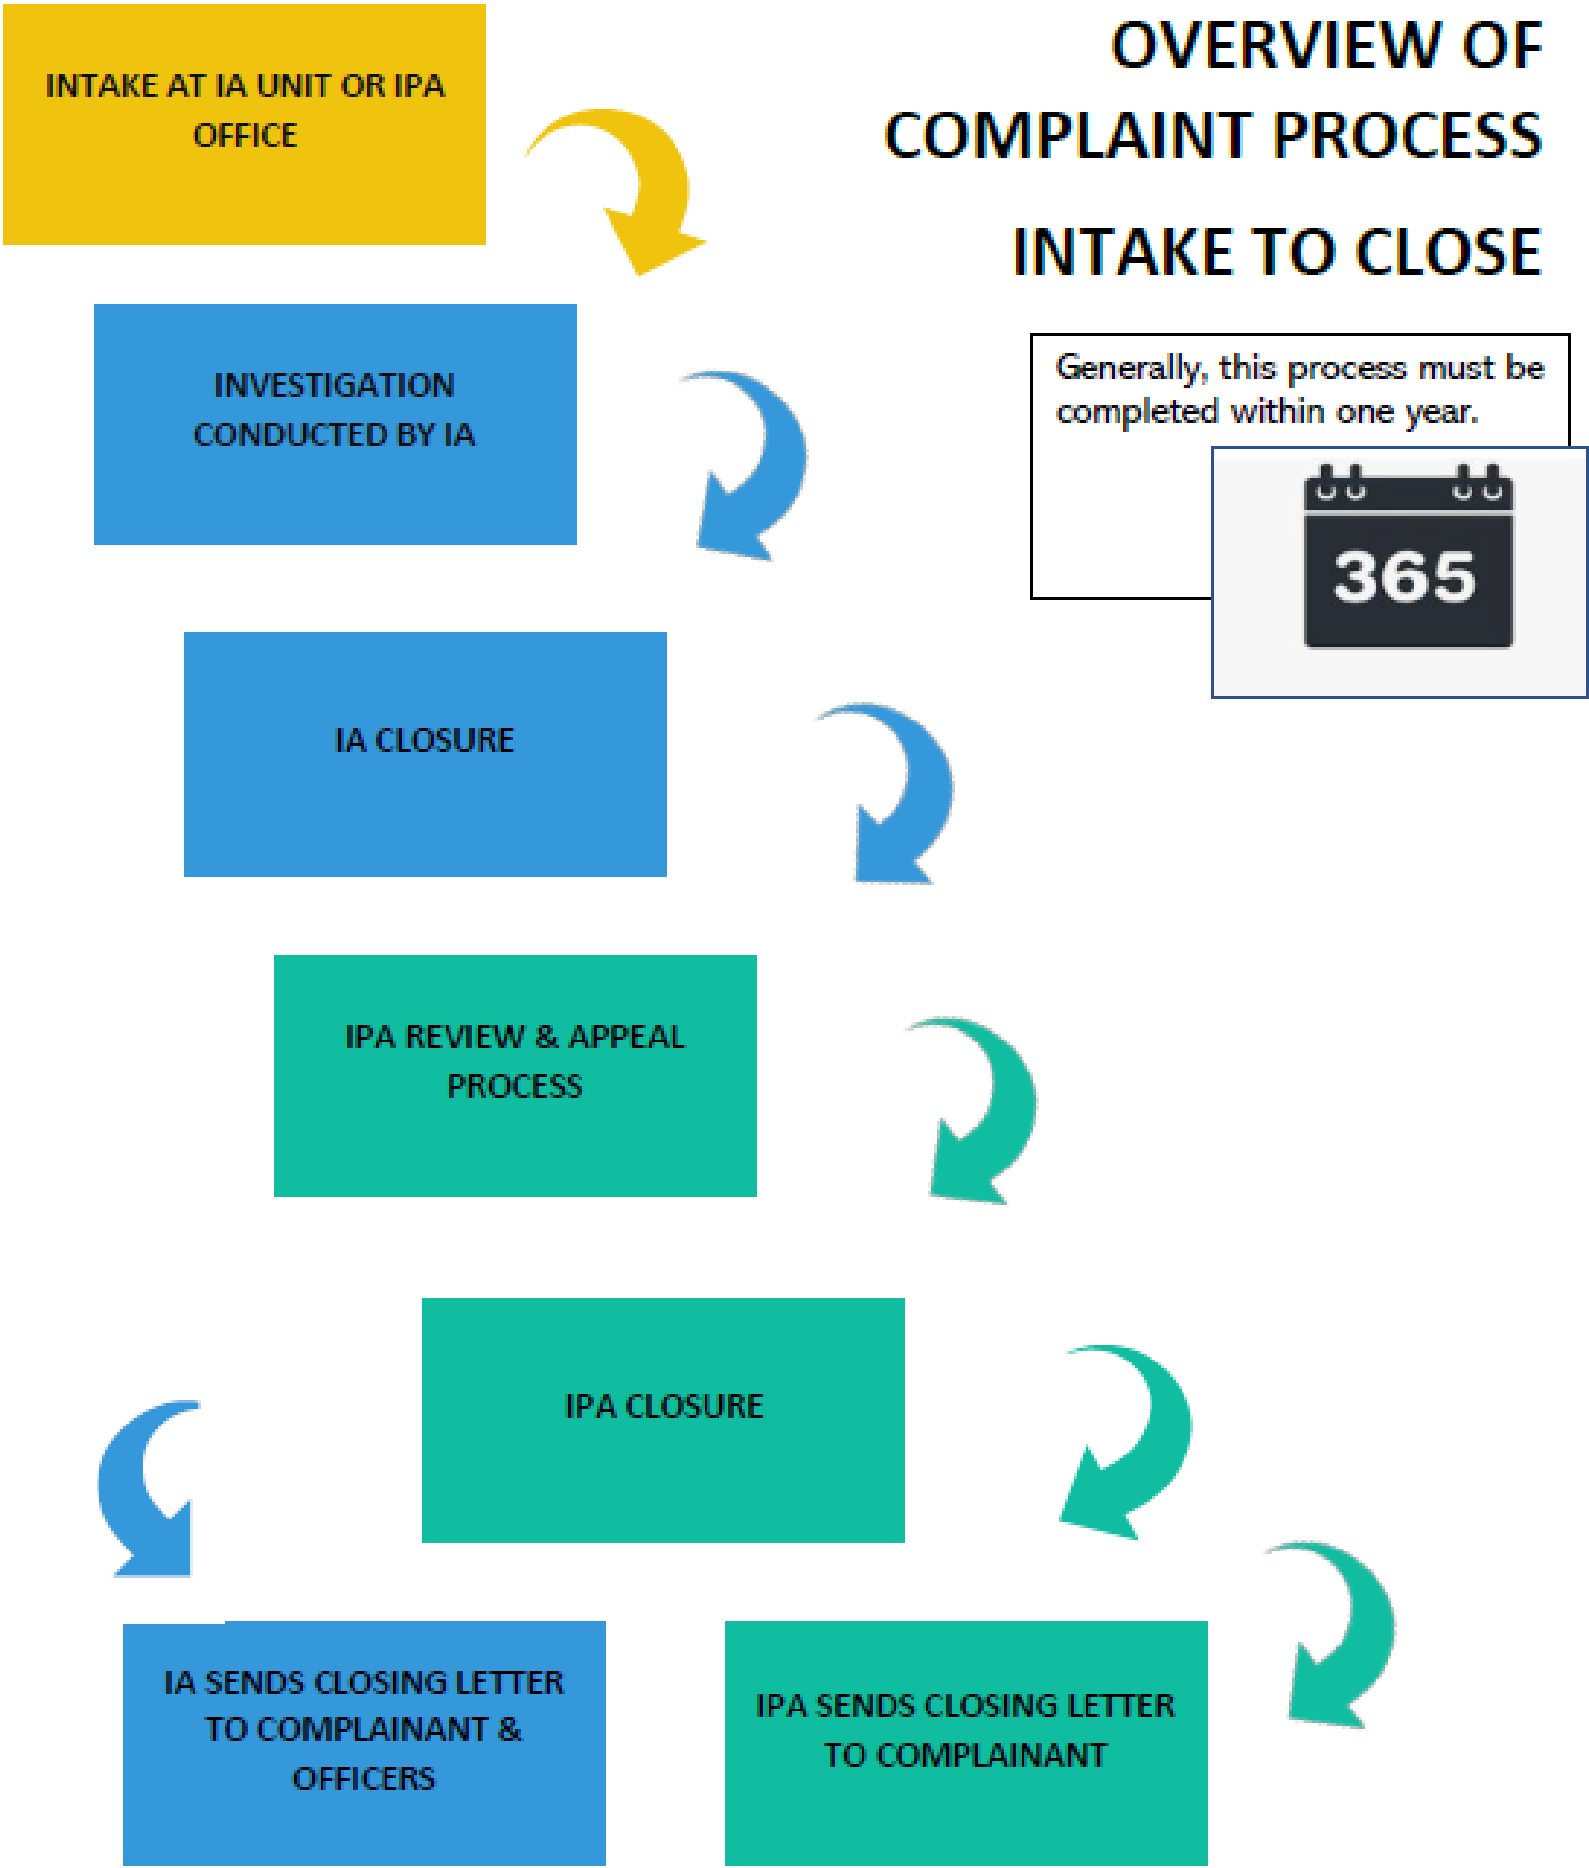 OVERVIEW OF
COMPLAINT PROCESS
INTAKE TO CLOSE
Generally, this process must be
completed within one year.
365
INTAKE AT IA UNIT OR IPA
OFFICE
INVESTIGATION
CONDUCTED BY IA
IA CLOSURE
IPA REVIEW & APPEAL
PROCESS
IPA CLOSURE
IA SENDS CLOSING LETTER
TO COMPLAINANT &
OFFICERS
IPA SENDS CLOSING LETTER
TO COMPLAINANT